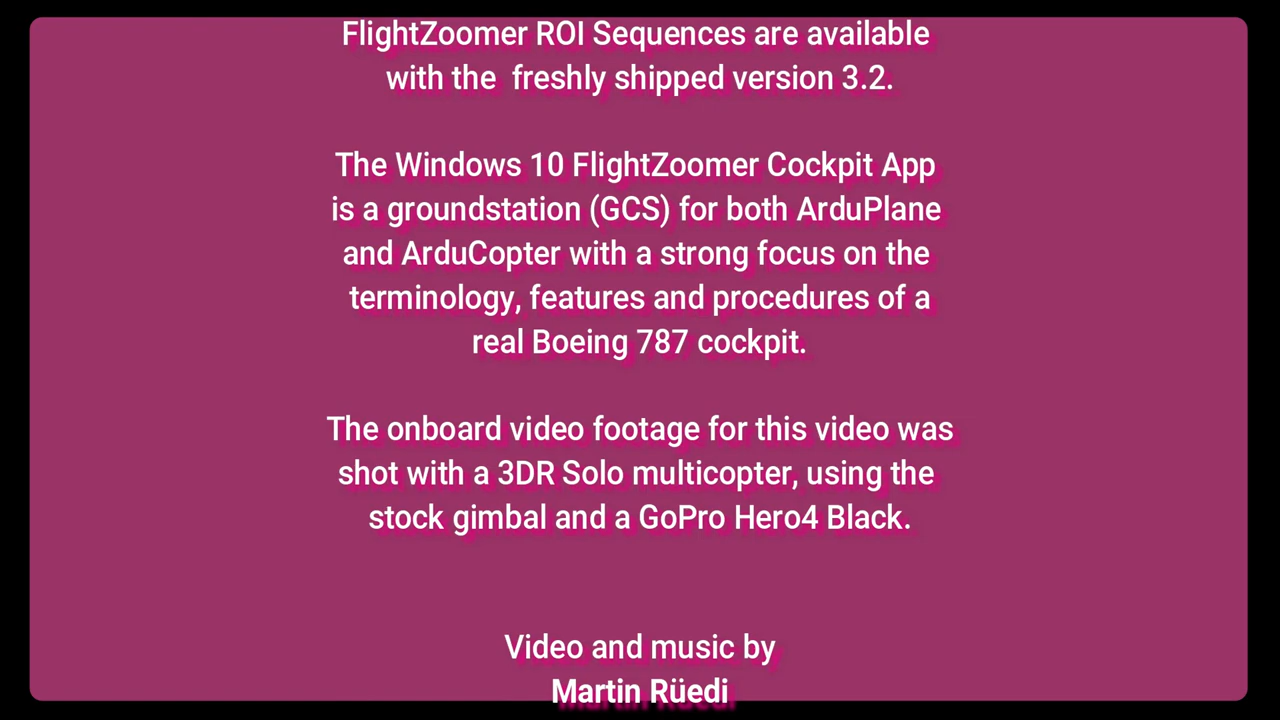 FlightZoomer ROI Sequences are available
with the  freshly shipped version 3.2.
The Windows 10 FlightZoomer Cockpit App
is a groundstation (GCS) for both ArduPlane
and ArduCopter with a strong focus on the
terminology, features and procedures of a
real Boeing 787 cockpit.
The onboard video footage for this video was
shot with a 3DR Solo multicopter, using the
stock gimbal and a GoPro Hero4 Black.
Video and music by
Martin Rüedi